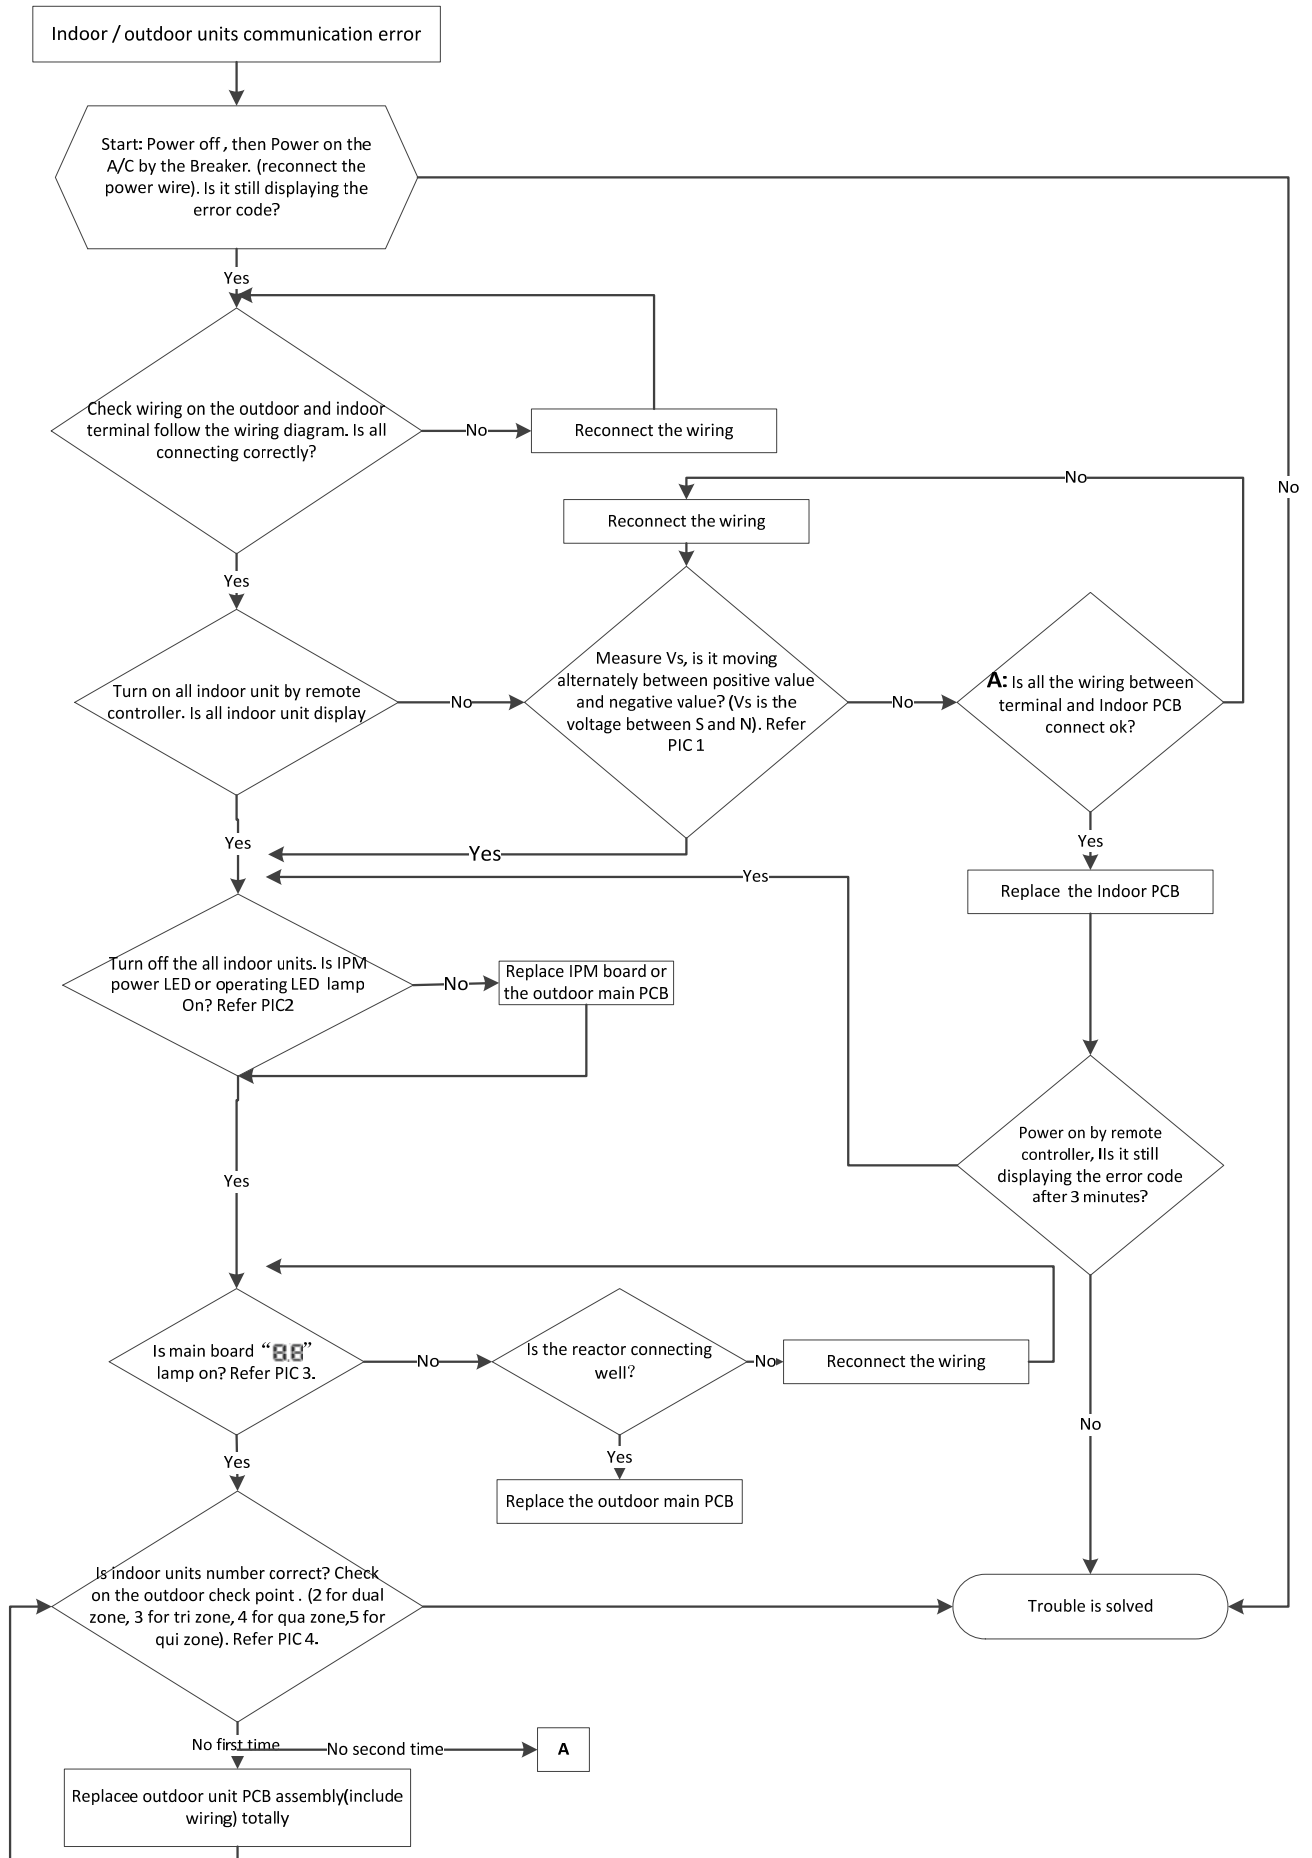 Indoor / outdoor units communication error
Start: Power off , then Power on the
A/C by the Breaker. (reconnect the
power wire). Is it still displaying the
error code?
Yes
Check wiring on the outdoor and indoor
terminal follow the wiring diagram. Is all
connecting correctly?
No
Reconnect the wiring
No
No
Reconnect the wiring
Yes
Turn on all indoor unit by remote
controller. Is all indoor unit display
No
Measure Vs, is it moving
alternately between positive value
and negative value? (Vs is the
voltage between S and N). Refer
PIC 1
No
A: Is all the wiring between
terminal and Indoor PCB
connect ok?
Yes
Yes
Yes
Yes
Replace the Indoor PCB
Turn off the all indoor units. Is IPM
power LED or operating LED lamp
On? Refer PIC2
No
Replace IPM board or
the outdoor main PCB
Power on by remote
controller, IIs it still
displaying the error code
after 3 minutes?
Yes
Is main board “8.8”
lamp on? Refer PIC 3.
No
Is the reactor connecting
well?
No
Reconnect the wiring
No
Yes
Yes
Replace the outdoor main PCB
Is indoor units number correct? Check
on the outdoor check point . (2 for dual
zone, 3 for tri zone, 4 for qua zone,5 for
qui zone). Refer PIC 4.
Trouble is solved
No first time
No second time
A
Replacee outdoor unit PCB assembly(include
wiring) totally